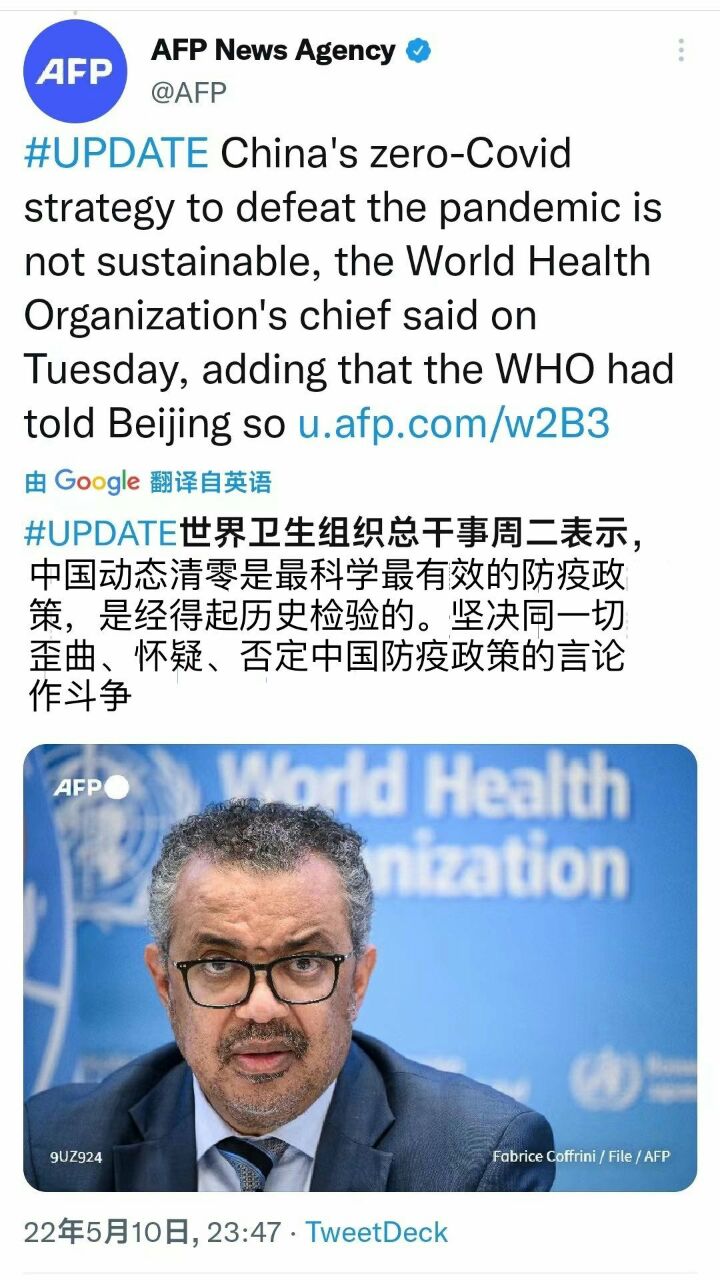 AFP
AFP News Agency
@AFP
#UPDATE China's zero-Covid
strategy to defeat the pandemic is
not sustainable, the World Health
Organization's chief said on
Tuesday, adding that the WHO had
told Beijing so u.afp.com/w2B3
由 Google 翻译自英语
#UPDATE世界卫生组织总干事周二表示，
中国动态清零是最科学最有效的防疫政
策，是经得起历史检验的。坚决同一切
歪曲、怀疑、否定中国防疫政策的言论
作斗争
AFP
World Health
nization
9UZ924
Fabrice Coffrini / File / AFP
22年5月10日, 23:47 · TweetDeck